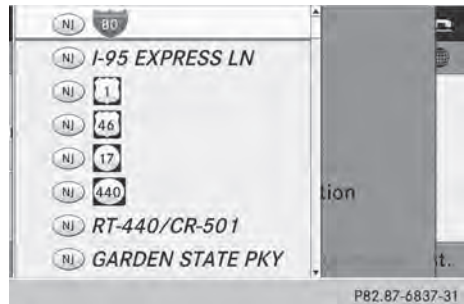 NJ 80
NJ I-95 EXPRESS LN
NJ 1
NJ 46
NJ 17
NJ 440
tion
NJ RT-440/CR-501
NJ GARDEN STATE PKY
t..
P82.87-6837-31